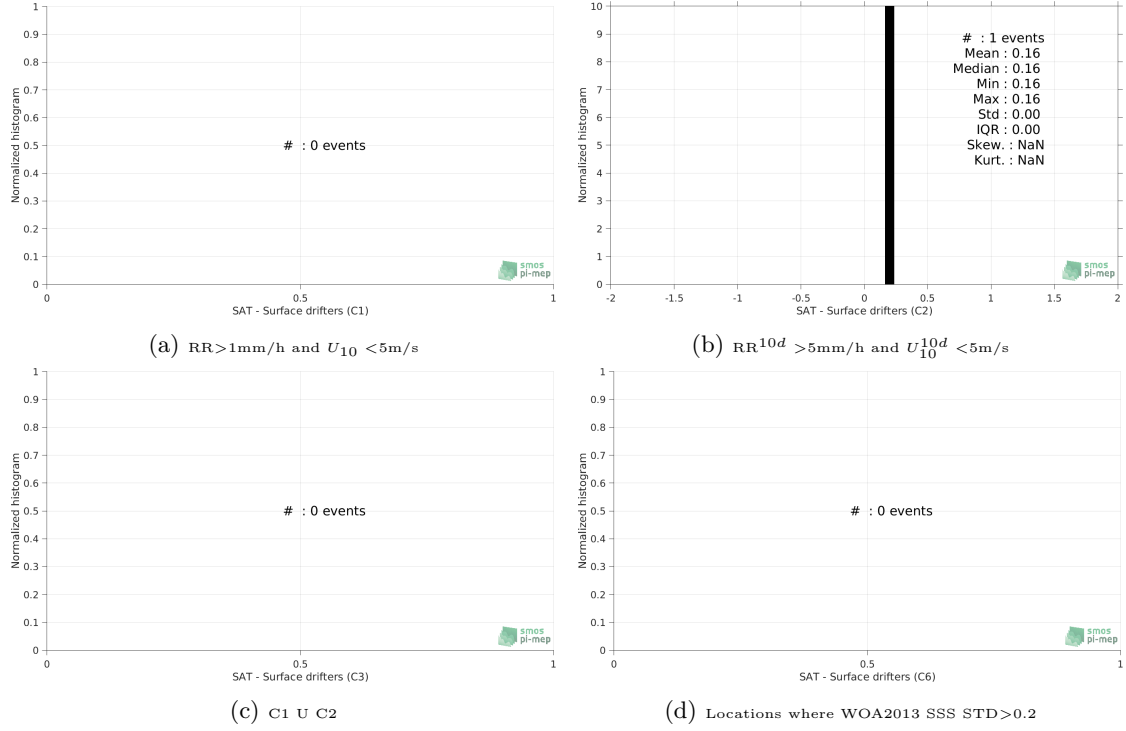 1
0.9
0.8
0.7
0.6
0.5
0.4
0.3
0.2
0.1
0
Normalized histogram
# : 0 events
smos
pi-mep
0 0.5 1
SAT - Surface drifters (C1)
(a) RR>1mm/h and U10 <5m/s
10
9
8
7
6
5
4
3
2
1
0
Normalized histogram
# : 1 events
Mean : 0.16
Median : 0.16
Min : 0.16
Max : 0.16
Std : 0.00
IQR : 0.00
Skew. : NaN
Kurt. : NaN
smos
pi-mep
-2 -1.5 -1 -0.5 0 0.5 1 1.5 2
SAT - Surface drifters (C2)
(b) RR10d >5mm/h and U10d10 <5m/s
1
0.9
0.8
0.7
0.6
0.5
0.4
0.3
0.2
0.1
0
Normalized histogram
# : 0 events
smos
pi-mep
0 0.5 1
SAT - Surface drifters (C3)
(c) C1 U C2
1
0.9
0.8
0.7
0.6
0.5
0.4
0.3
0.2
0.1
0
Normalized histogram
# : 0 events
smos
pi-mep
0 0.5 1
SAT - Surface drifters (C6)
(d) Locations where WOA2013 SSS STD>0.2